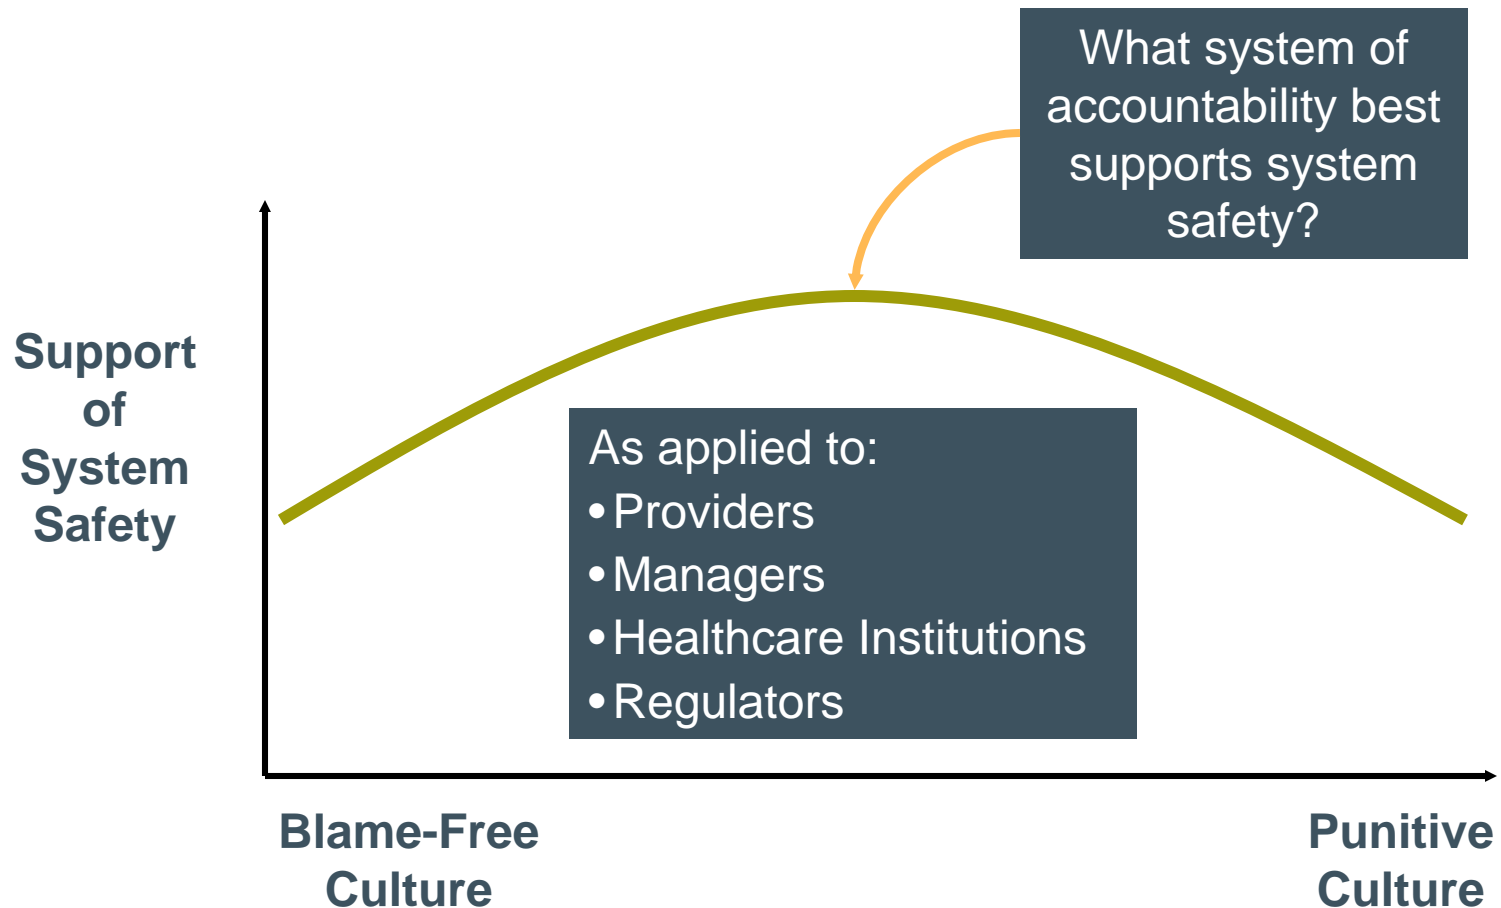 What system of
accountability best
supports system
safety?
Support
of
System
Safety
As applied to:
•Providers
•Managers
•Healthcare Institutions
•Regulators
Blame-Free
Culture
Punitive
Culture